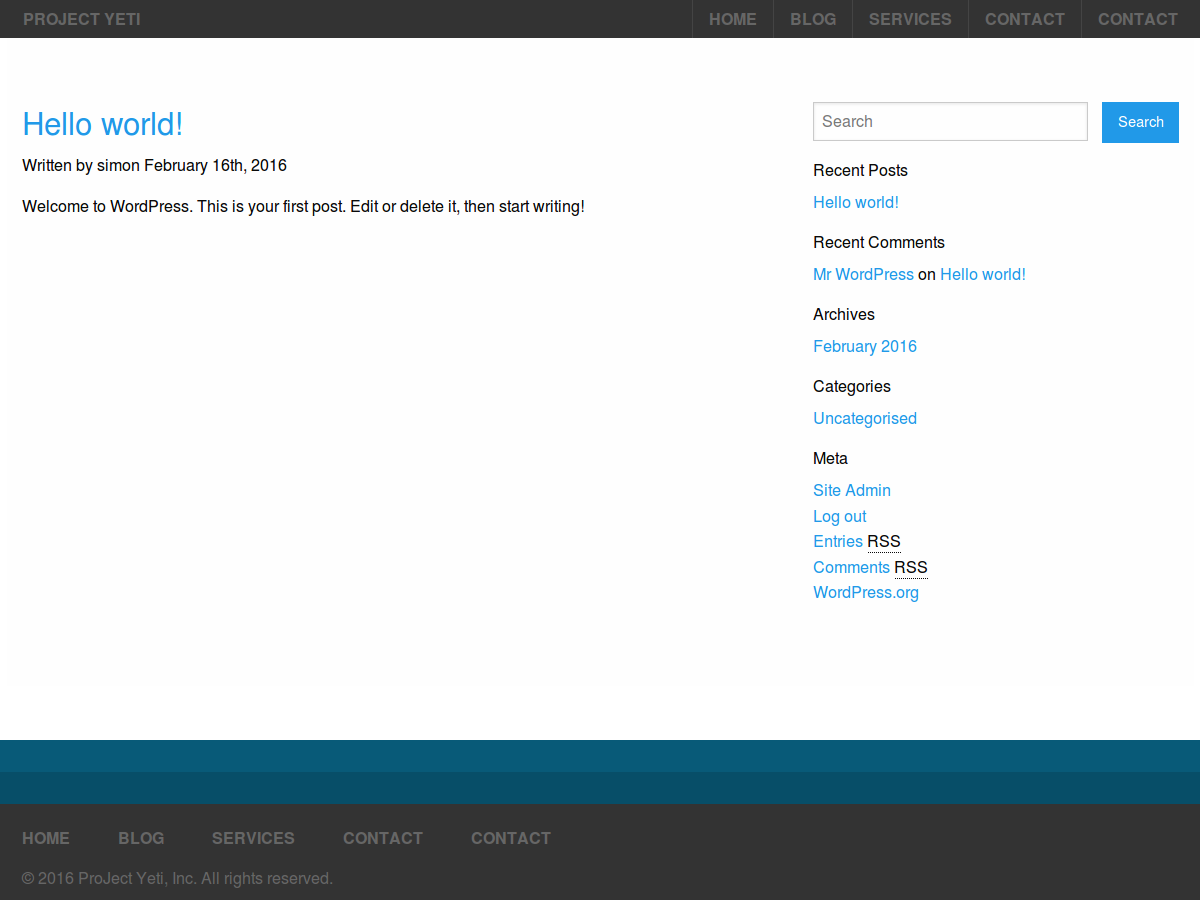 PROJECT YETI HOME BLOG SERVICES CONTACT CONTACT
Hello world!
Written by simon February 16th, 2016
Welcome to WordPress. This is your first post. Edit or delete it, then start writing!
Search Search
Recent Posts
Hello world!
Recent Comments
Mr WordPress on Hello world!
Archives
February 2016
Categories
Uncategorised
Meta
Site Admin
Log out
Entries RSS
Comments RSS
WordPress.org
HOME BLOG SERVICES CONTACT CONTACT
© 2016 ProJect Yeti, Inc. All rights reserved.